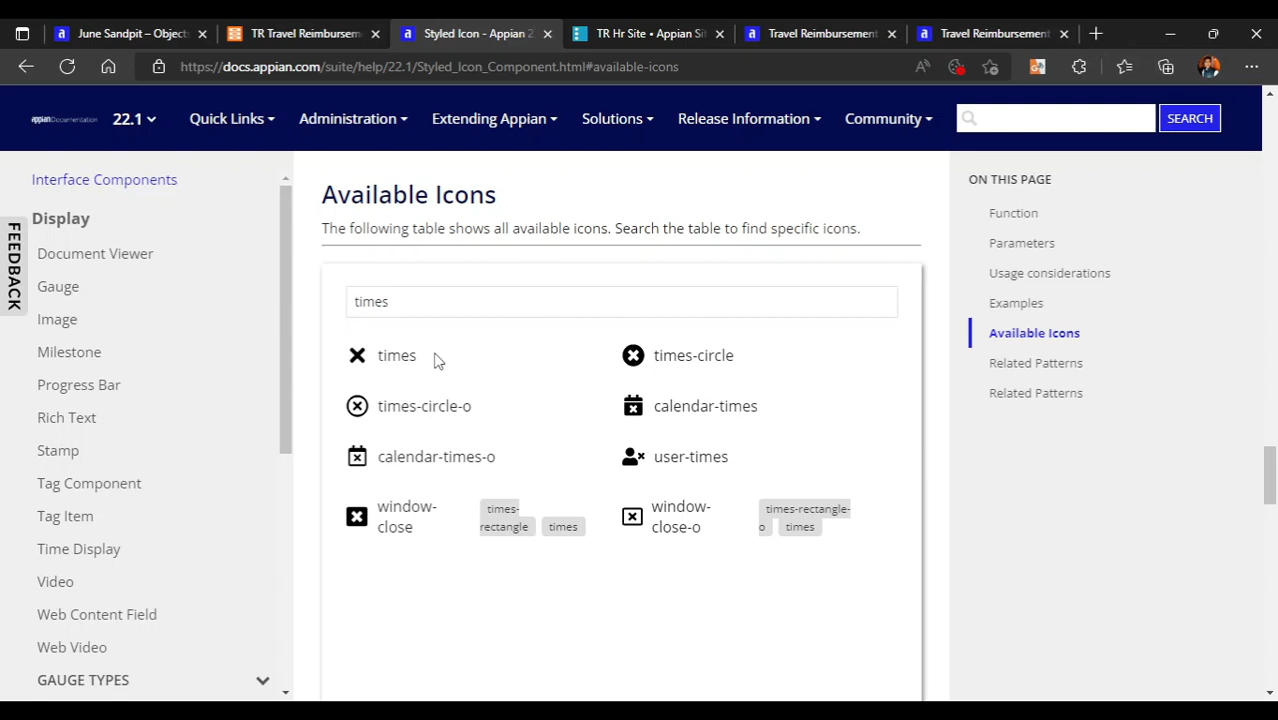 June Sandpit – Object:
TR Travel Reimbursem
Styled Icon - Appian 2
TR Hr Site • Appian Sit
Travel Reimbursement
Travel Reimbursement
https://docs.appian.com/suite/help/22.1/Styled_Icon_Component.html#available-icons
appian Documentation
22.1
Quick Links
Administration
Extending Appian
Solutions
Release Information
Community
SEARCH
FEEDBACK
Interface Components
Display
Document Viewer
Gauge
Image
Milestone
Progress Bar
Rich Text
Stamp
Tag Component
Tag Item
Time Display
Video
Web Content Field
Web Video
GAUGE TYPES
Available Icons
The following table shows all available icons. Search the table to find specific icons.
times
times
times-circle
times-circle-o
calendar-times
calendar-times-o
user-times
window-
close
times-
rectangle
times
window-
close-o
times-rectangle-
o
times
ON THIS PAGE
Function
Parameters
Usage considerations
Examples
Available Icons
Related Patterns
Related Patterns